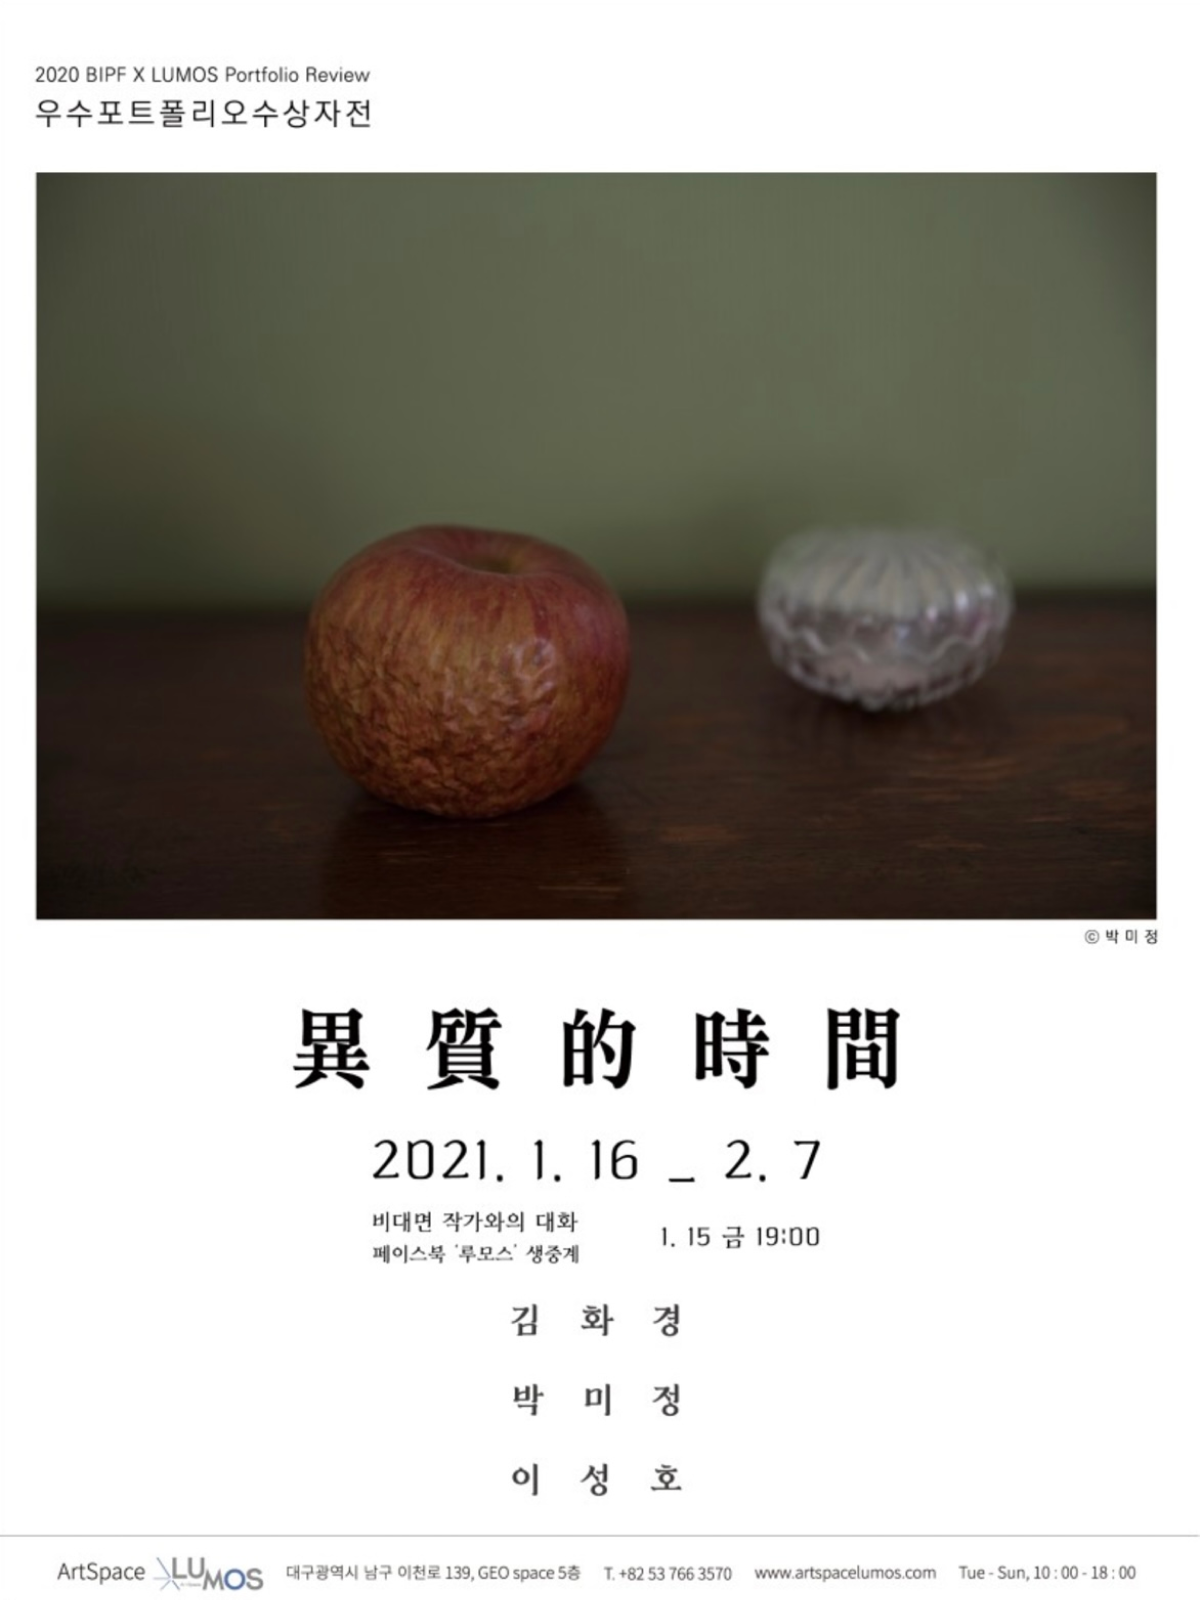 2020 BIPF X LUMOS Portfolio Review
우수포트폴리오수상자전
ⓒ 박 미 정
異 質 的 時 間
2021. 1. 16 _ 2. 7
비대면 작가와의 대화
페이스북 '루모스' 생중계
1. 15 금 19:00
김 화 경
박 미 정
이 성 호
ArtSpace LUMOS 대구광역시 남구 이천로 139, GEO space 5층 T. +82 53 766 3570 www.artspacelumos.com Tue - Sun, 10 : 00 - 18 : 00